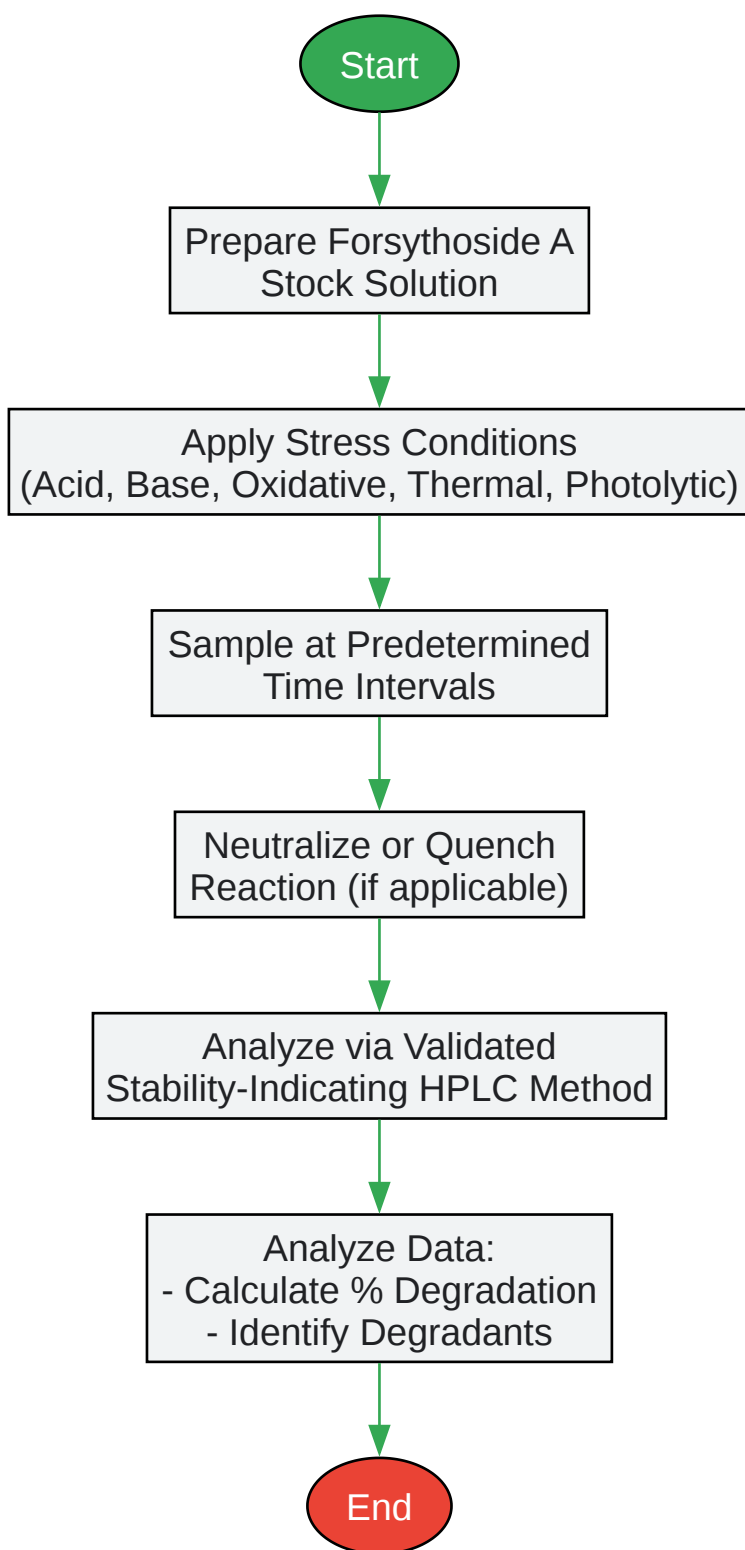 Start
Prepare Forsythoside A
Stock Solution
Apply Stress Conditions
(Acid, Base, Oxidative, Thermal, Photolytic)
Sample at Predetermined
Time Intervals
Neutralize or Quench
Reaction (if applicable)
Analyze via Validated
Stability-Indicating HPLC Method
Analyze Data:
- Calculate % Degradation
- Identify Degradants
End